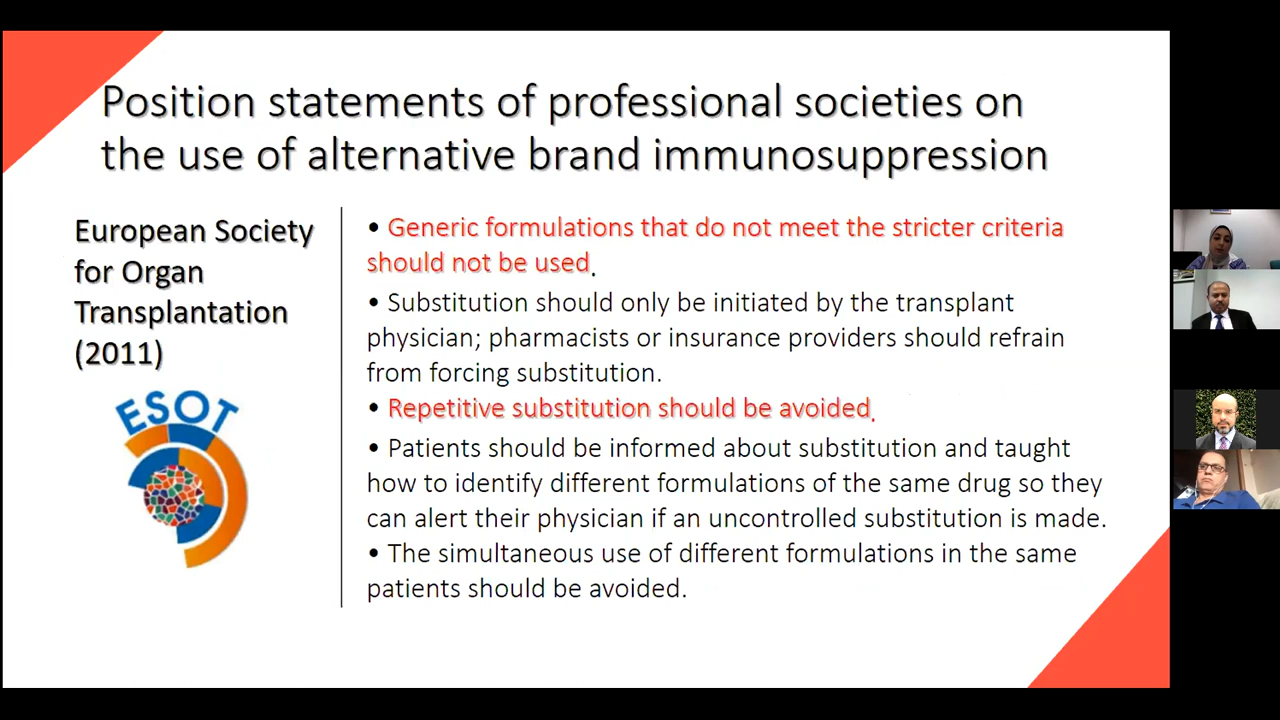 Position statements of professional societies on
the use of alternative brand immunosuppression
European Society
for Organ
Transplantation
(2011)
ESOT
• Generic formulations that do not meet the stricter criteria
should not be used.
• Substitution should only be initiated by the transplant
physician; pharmacists or insurance providers should refrain
from forcing substitution.
• Repetitive substitution should be avoided.
• Patients should be informed about substitution and taught
how to identify different formulations of the same drug so they
can alert their physician if an uncontrolled substitution is made.
• The simultaneous use of different formulations in the same
patients should be avoided.